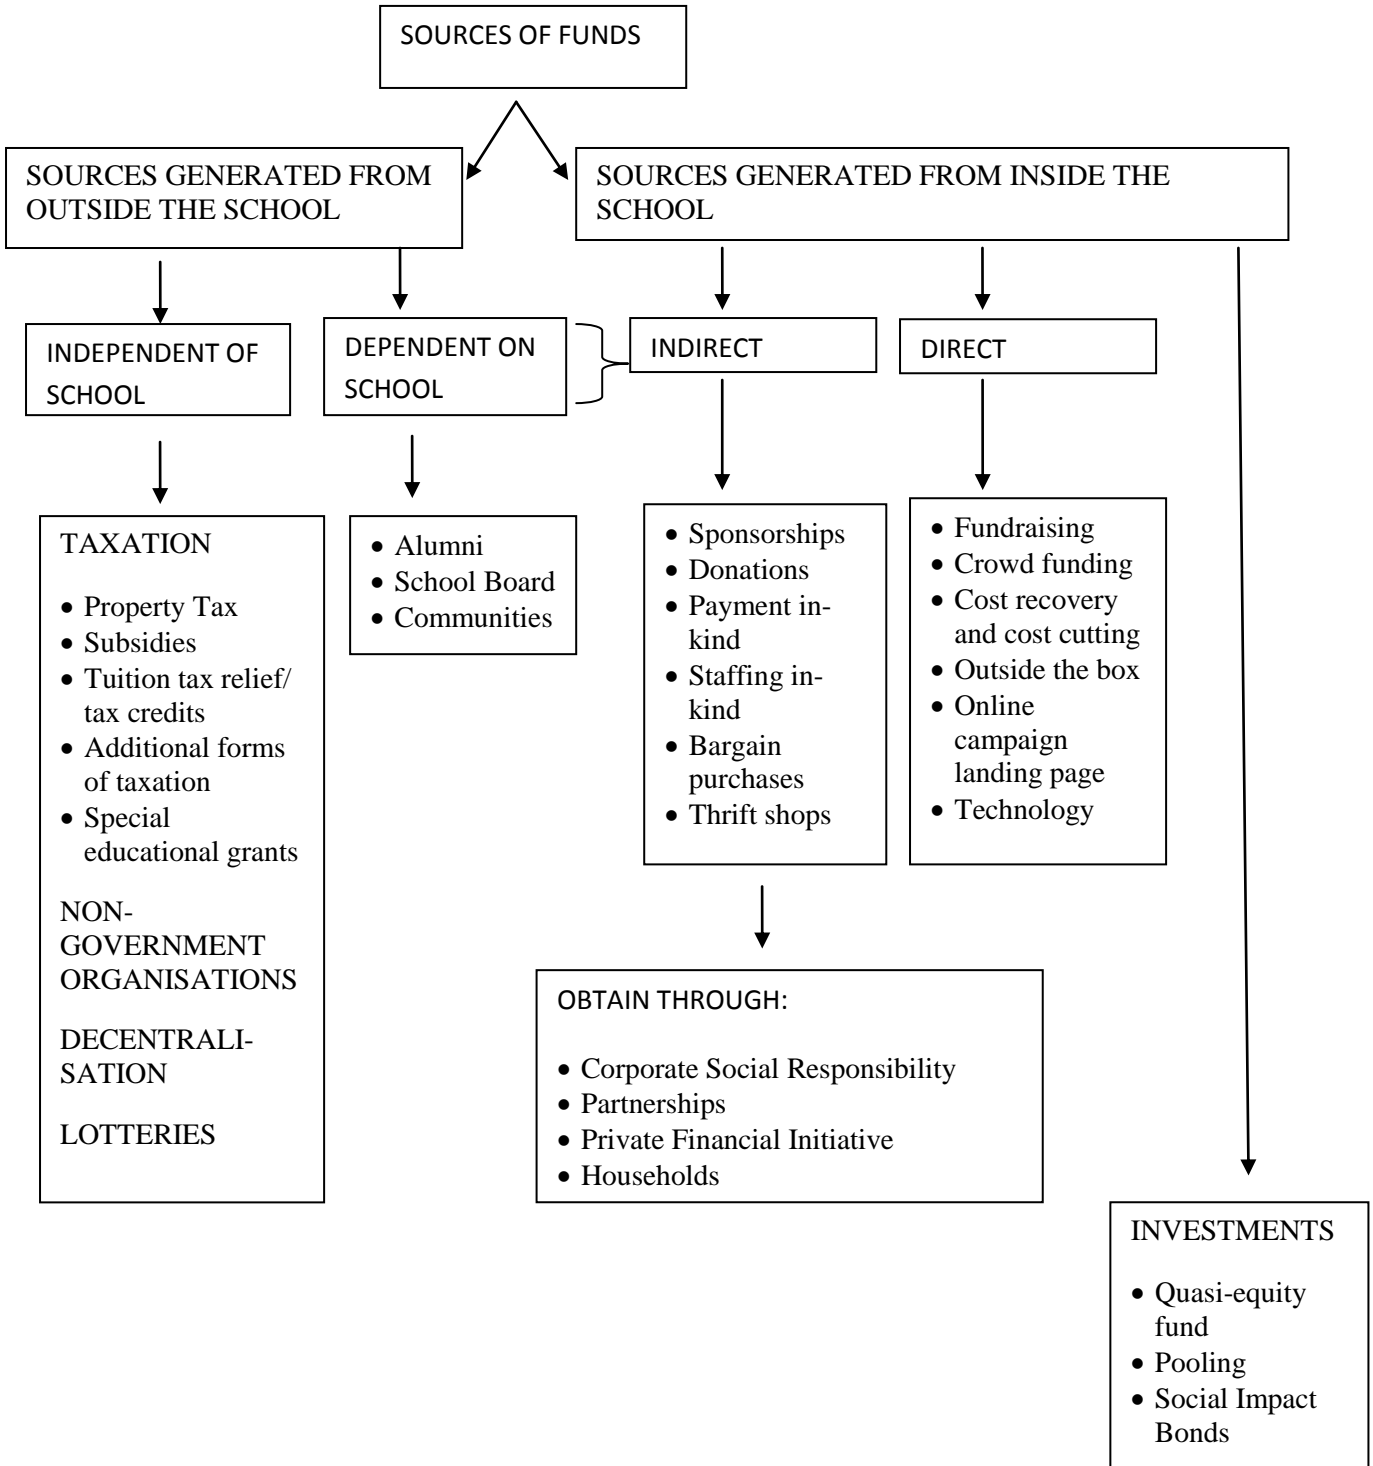 SOURCES OF FUNDS
SOURCES GENERATED FROM
OUTSIDE THE SCHOOL
SOURCES GENERATED FROM INSIDE THE
SCHOOL
INDEPENDENT OF
SCHOOL
DEPENDENT ON
SCHOOL
INDIRECT
DIRECT
TAXATION
• Property Tax
• Subsidies
• Tuition tax relief/
tax credits
• Additional forms
of taxation
• Special
educational grants
NON-
GOVERNMENT
ORGANISATIONS
DECENTRALI-
SATION
LOTTERIES
• Alumni
• School Board
• Communities
• Sponsorships
• Donations
• Payment in-
kind
• Staffing in-
kind
• Bargain
purchases
• Thrift shops
• Fundraising
• Crowd funding
• Cost recovery
and cost cutting
• Outside the box
• Online
campaign
landing page
• Technology
OBTAIN THROUGH:
• Corporate Social Responsibility
• Partnerships
• Private Financial Initiative
• Households
INVESTMENTS
• Quasi-equity
fund
• Pooling
• Social Impact
Bonds